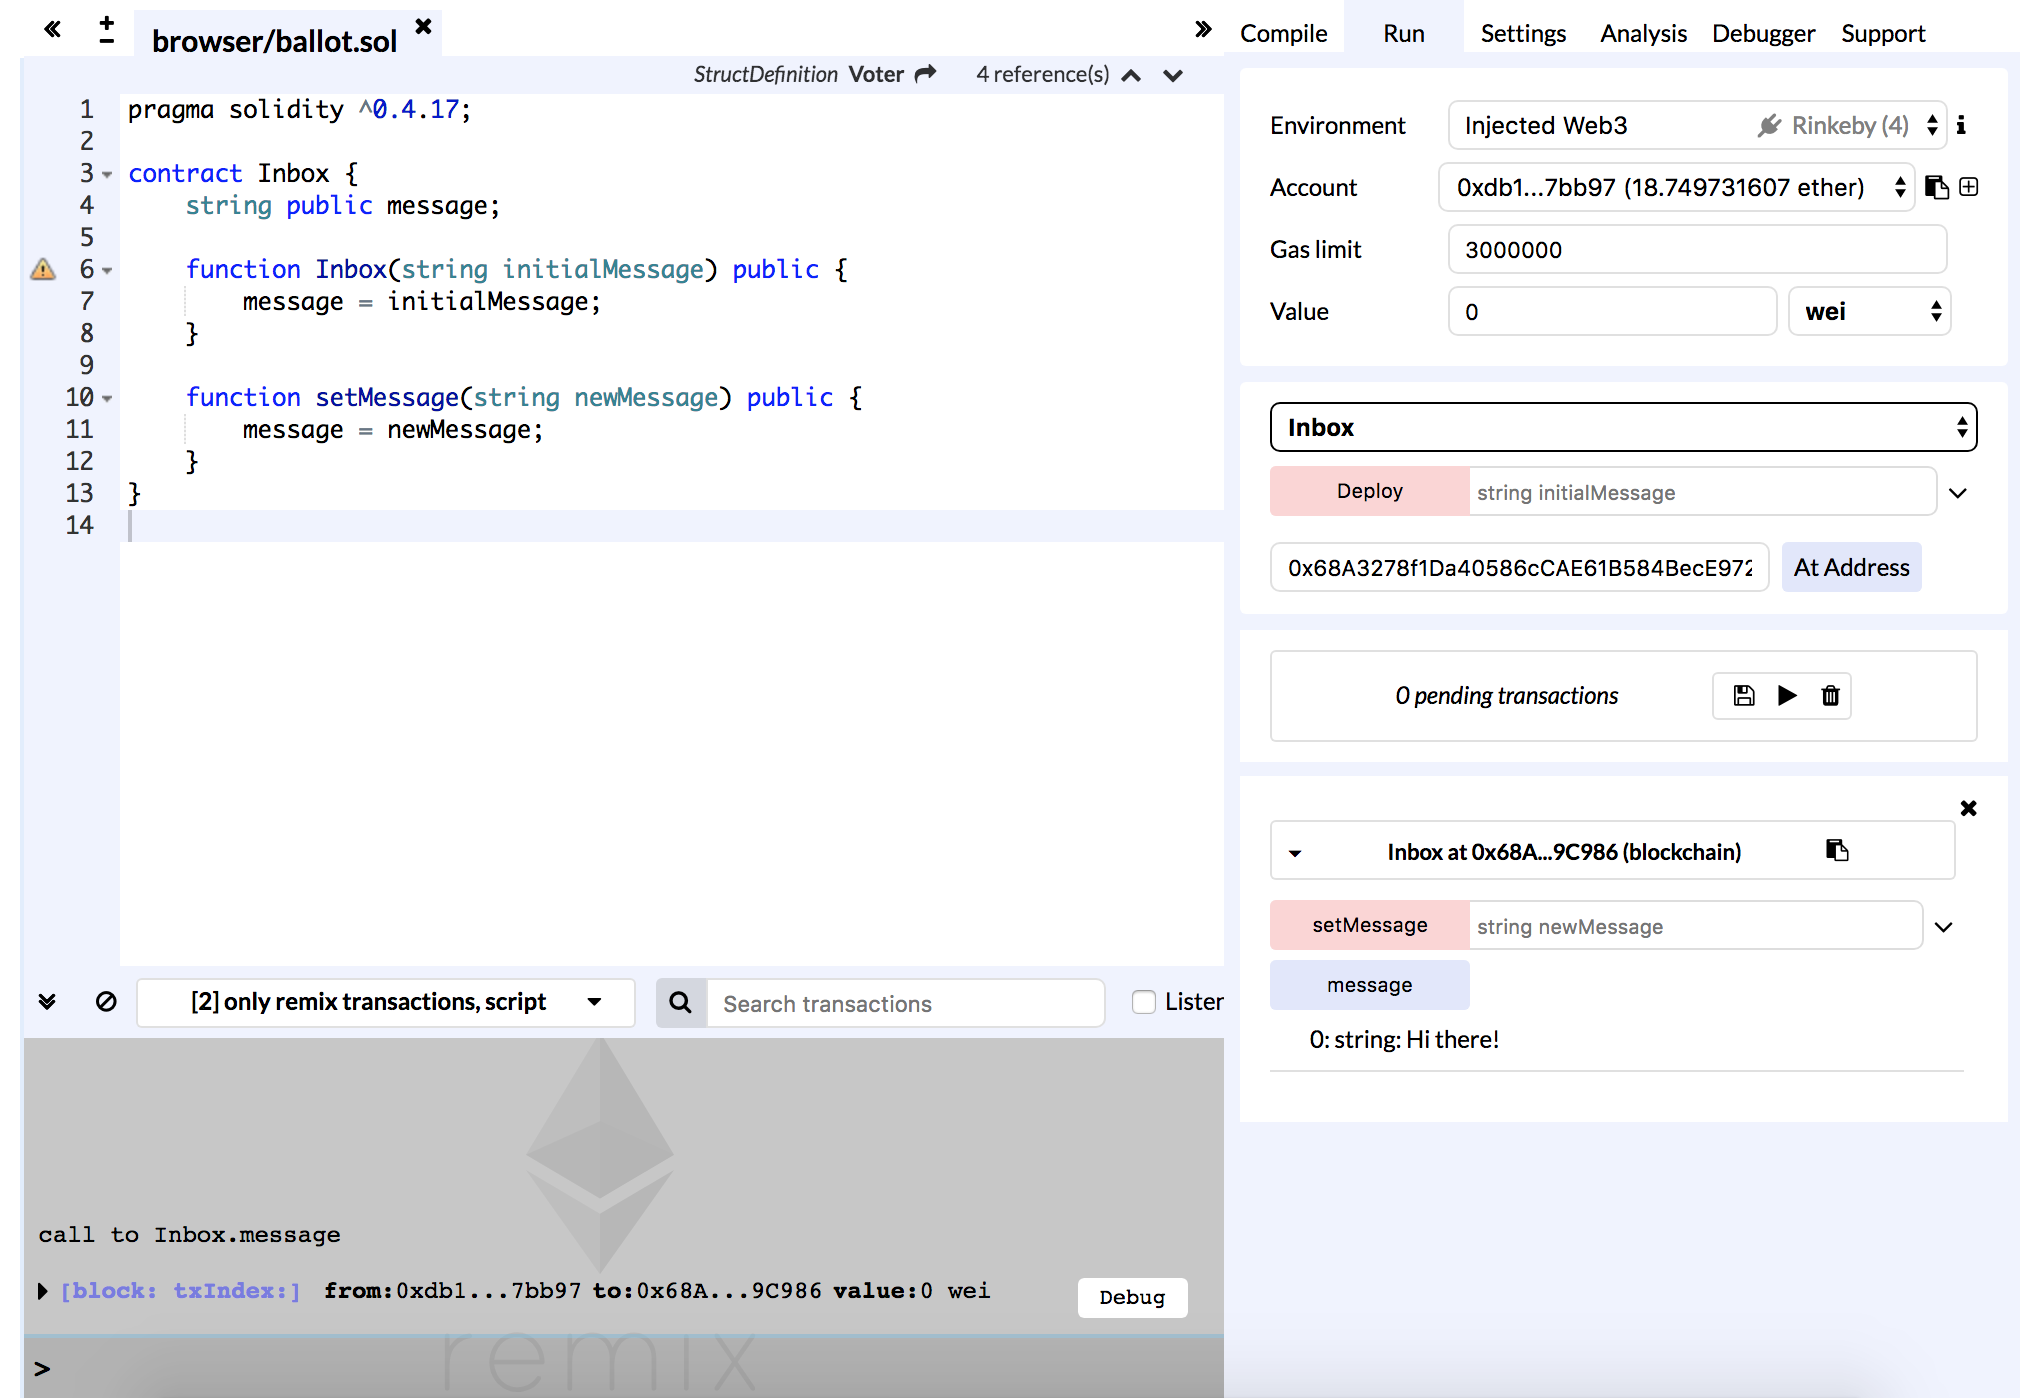 browser/ballot.sol
StructDefinition Voter 4 reference(s)
1 pragma solidity ^0.4.17;
2
3 contract Inbox {
4 string public message;
5
6 function Inbox(string initialMessage) public {
7 message = initialMessage;
8 }
9
10 function setMessage(string newMessage) public {
11 message = newMessage;
12 }
13 }
14
[2] only remix transactions, script
Search transactions
Listen
call to Inbox.message
[block: txIndex:] from:0xdb1...7bb97 to:0x68A...9C986 value:0 wei
Debug
remix
>
Compile Run Settings Analysis Debugger Support
Environment Injected Web3 Rinkeby (4)
Account 0xdb1...7bb97 (18.749731607 ether)
Gas limit 3000000
Value 0 wei
Inbox
Deploy string initialMessage
0x68A3278f1Da40586cCAE61B584BecE972 At Address
0 pending transactions
Inbox at 0x68A...9C986 (blockchain)
setMessage string newMessage
message
0: string: Hi there!